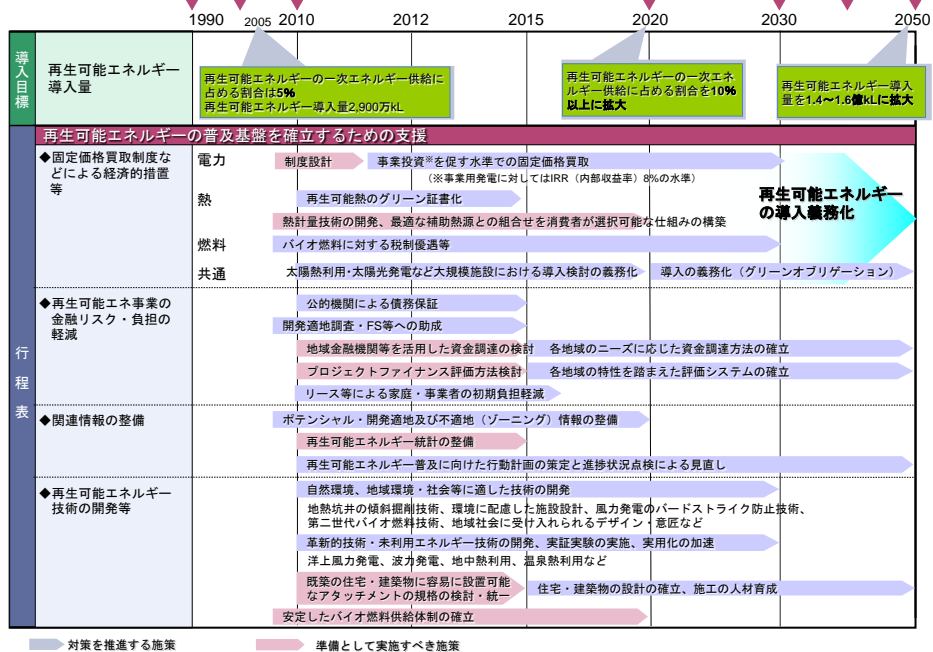 1990 2005 2010 2012 2015 2020 2030 2050
導入目標
再生可能エネルギー
導入量
再生可能エネルギーの一次エネルギー供給に
占める割合は5%
再生可能エネルギー導入量2,900万kL
再生可能エネルギーの一次エネ
ルギー供給に占める割合を10%
以上に拡大
再生可能エネルギー導入
量を1.4～1.6億kLに拡大
行程表
再生可能エネルギーの普及基盤を確立するための支援
◆固定価格買取制度な
どによる経済的措置
等
電力
制度設計
事業投資※を促す水準での固定価格買取
（※事業用発電に対してはIRR（内部収益率）8%の水準）
熱
再生可能熱のグリーン証書化
熱計量技術の開発、最適な補助熱源との組合せを消費者が選択可能な仕組みの構築
燃料
バイオ燃料に対する税制優遇等
共通
太陽熱利用･太陽光発電など大規模施設における導入検討の義務化
導入の義務化（グリーンオブリゲーション）
再生可能エネルギー
の導入義務化
◆再生可能エネ事業の
金融リスク・負担の
軽減
公的機関による債務保証
開発適地調査・FS等への助成
地域金融機関等を活用した資金調達の検討
各地域のニーズに応じた資金調達方法の確立
プロジェクトファイナンス評価方法検討
各地域の特性を踏まえた評価システムの確立
リース等による家庭・事業者の初期負担軽減
◆関連情報の整備
ポテンシャル・開発適地及び不適地（ゾーニング）情報の整備
再生可能エネルギー統計の整備
再生可能エネルギー普及に向けた行動計画の策定と進捗状況点検による見直し
◆再生可能エネルギー
技術の開発等
自然環境、地域環境・社会等に適した技術の開発
地熱坑井の傾斜掘削技術、環境に配慮した施設設計、風力発電のバードストライク防止技術、
第二世代バイオ燃料技術、地域社会に受け入れられるデザイン・意匠など
革新的技術・未利用エネルギー技術の開発、実証実験の実施、実用化の加速
洋上風力発電、波力発電、地中熱利用、温泉熱利用など
既築の住宅・建築物に容易に設置可能
なアタッチメントの規格の検討・統一
住宅・建築物の設計の確立、施工の人材育成
安定したバイオ燃料供給体制の確立
対策を推進する施策
準備として実施すべき施策